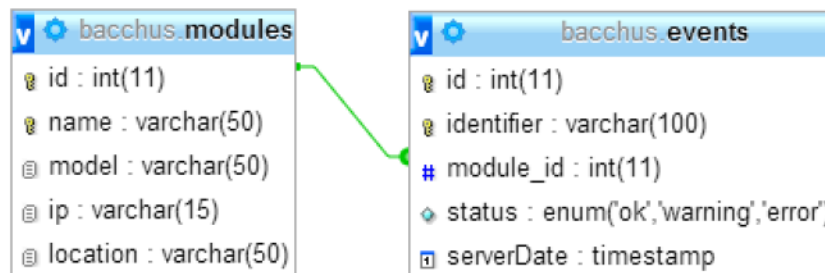 bacchus.modules
id : int(11)
name : varchar(50)
model : varchar(50)
ip : varchar(15)
location : varchar(50)
bacchus.events
id : int(11)
identifier : varchar(100)
module_id : int(11)
status : enum('ok','warning','error')
serverDate : timestamp